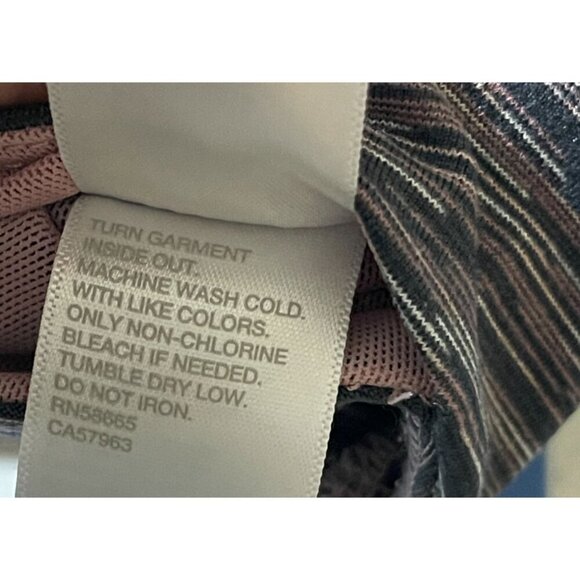 TURN GARMENT
INSIDE OUT.
MACHINE WASH COLD.
WITH LIKE COLORS.
ONLY NON-CHLORINE
BLEACH IF NEEDED.
TUMBLE DRY LOW.
DO NOT IRON.
RN58665
CA57963